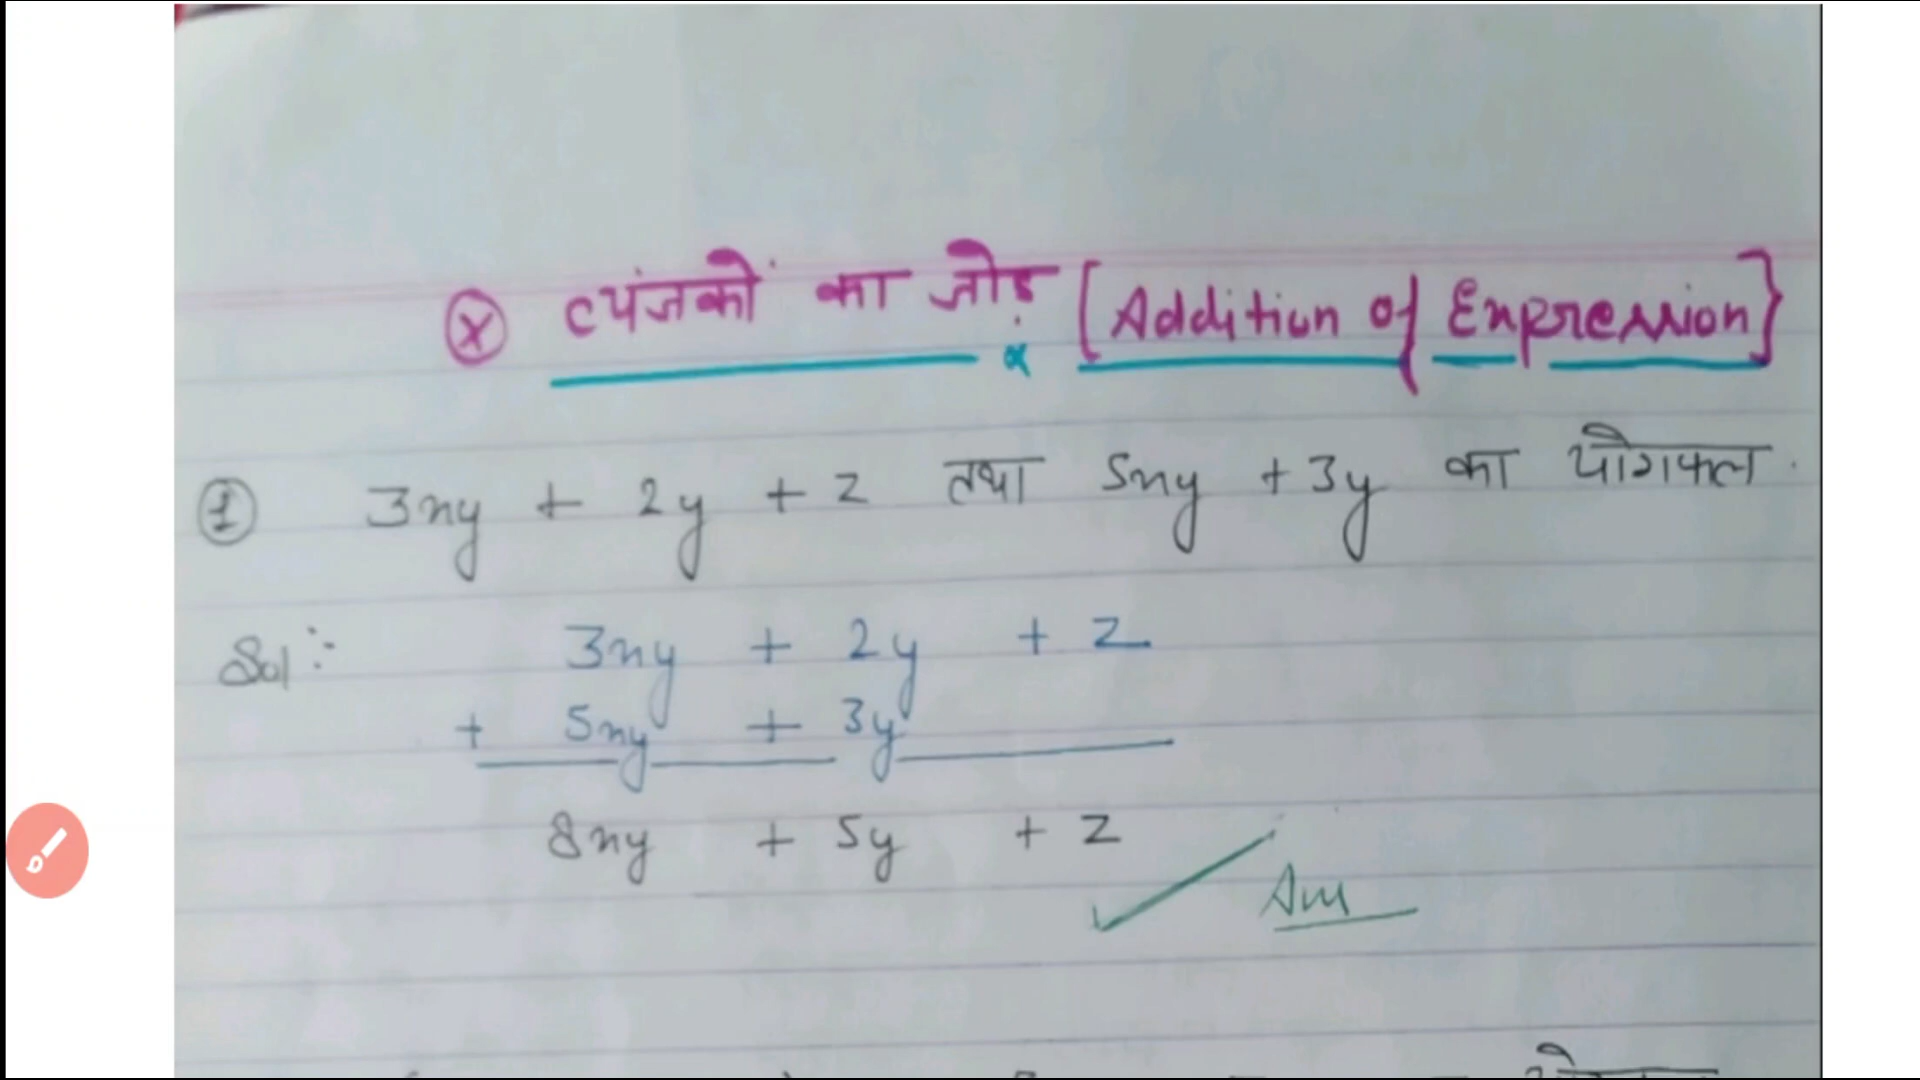 व्यंजकों का जोड़ [Addition of Expression]
① 3xy + 2y + z तथा 5xy + 3y का योगफल
Sol:- 3xy + 2y + z
+ 5xy + 3y
8xy + 5y + z
Ans